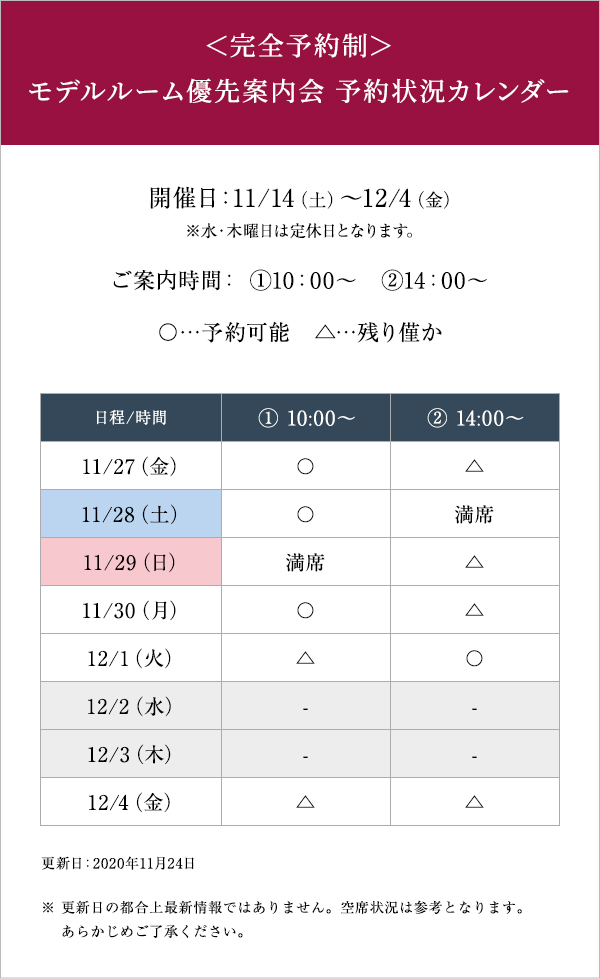 ＜完全予約制＞
モデルルーム優先案内会 予約状況カレンダー
開催日：11/14（土）～12/4（金）
※水・木曜日は定休日となります。
ご案内時間： ①10：00～ ②14：00～
○…予約可能 △…残り僅か
日程/時間 ① 10:00～ ② 14:00～
11/27（金） ○ △
11/28（土） ○ 満席
11/29（日） 満席 △
11/30（月） ○ △
12/1（火） △ ○
12/2（水） - -
12/3（木） - -
12/4（金） △ △
更新日：2020年11月24日
※ 更新日の都合上最新情報ではありません。空席状況は参考となります。
あらかじめご了承ください。